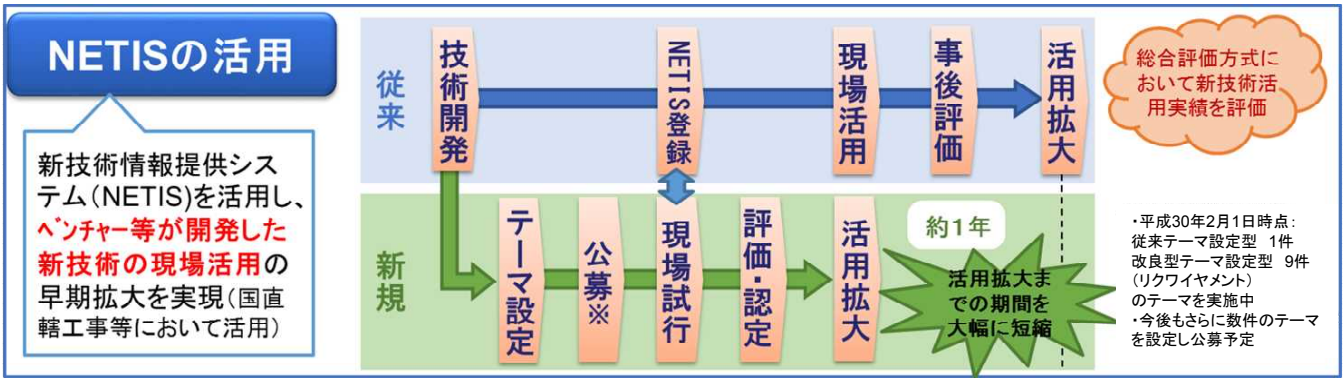 NETISの活用
新技術情報提供シス
テム(NETIS)を活用し、
ベンチャー等が開発した
新技術の現場活用の
早期拡大を実現(国直
轄工事等において活用)
従来
技術開発
NETIS登録
現場活用
事後評価
活用拡大
総合評価方式に
おいて新技術活
用実績を評価
新規
テーマ設定
公募※
現場試行
評価・認定
活用拡大
約1年
活用拡大ま
での期間を
大幅に短縮
・平成30年2月1日時点:
従来テーマ設定型 1件
改良型テーマ設定型 9件
(リクワイヤメント)
のテーマを実施中
・今後もさらに数件のテーマ
を設定し公募予定